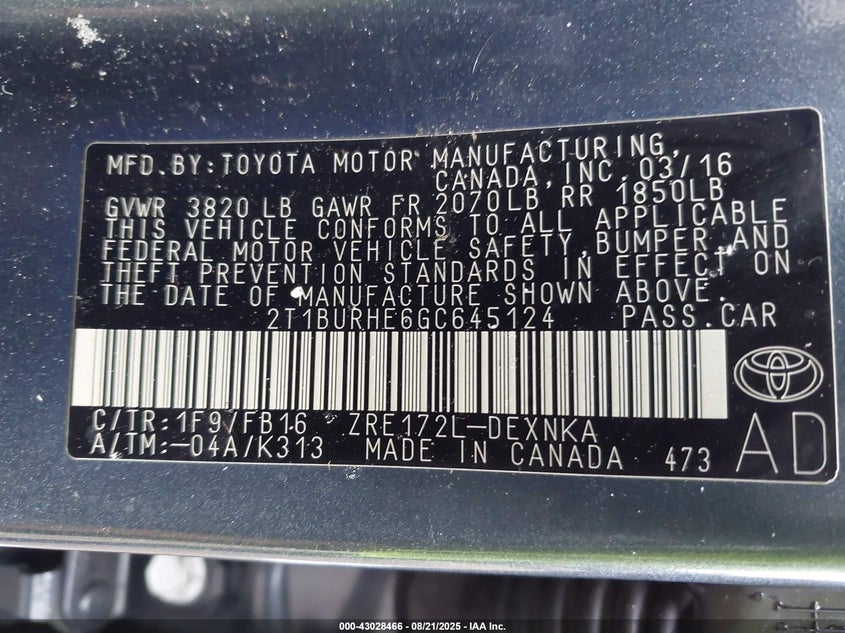 MFD.BY:TOYOTA MOTOR MANUFACTURING,
CANADA, INC. 03/16
GVWR 3820 LB GAWR FR 2070LB RR 1850LB
THIS VEHICLE CONFORMS TO ALL APPLICABLE
FEDERAL MOTOR VEHICLE SAFETY,BUMPER,AND
THEFT PREVENTION STANDARDS IN EFFECT ON
THE DATE OF MANUFACTURE SHOWN ABOVE.
2T1BURHE6GC645124 PASS.CAR
C/TR:1F9/FB16 ZRE172L-DEXNKA
A/TM:-04A/K313 MADE IN CANADA 473
AD
000-43028466 - 08/21/2025 - IAA Inc.